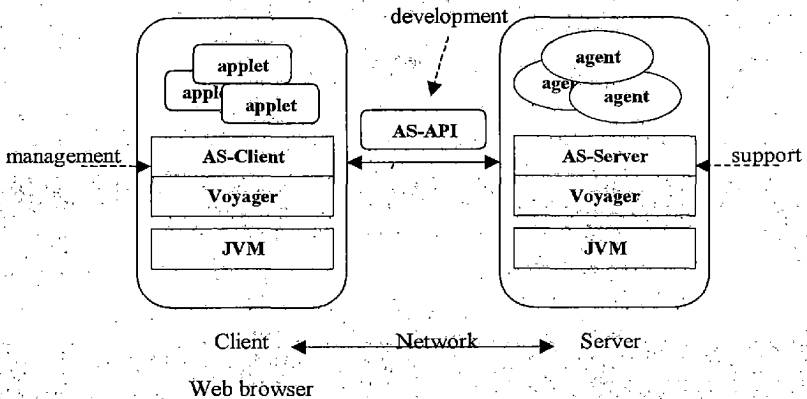 development
applet
applet
agent
agent
AS-API
management
AS-Client
AS-Server
support
Voyager
Voyager
JVM
JVM
Client
Network
Server
Web browser